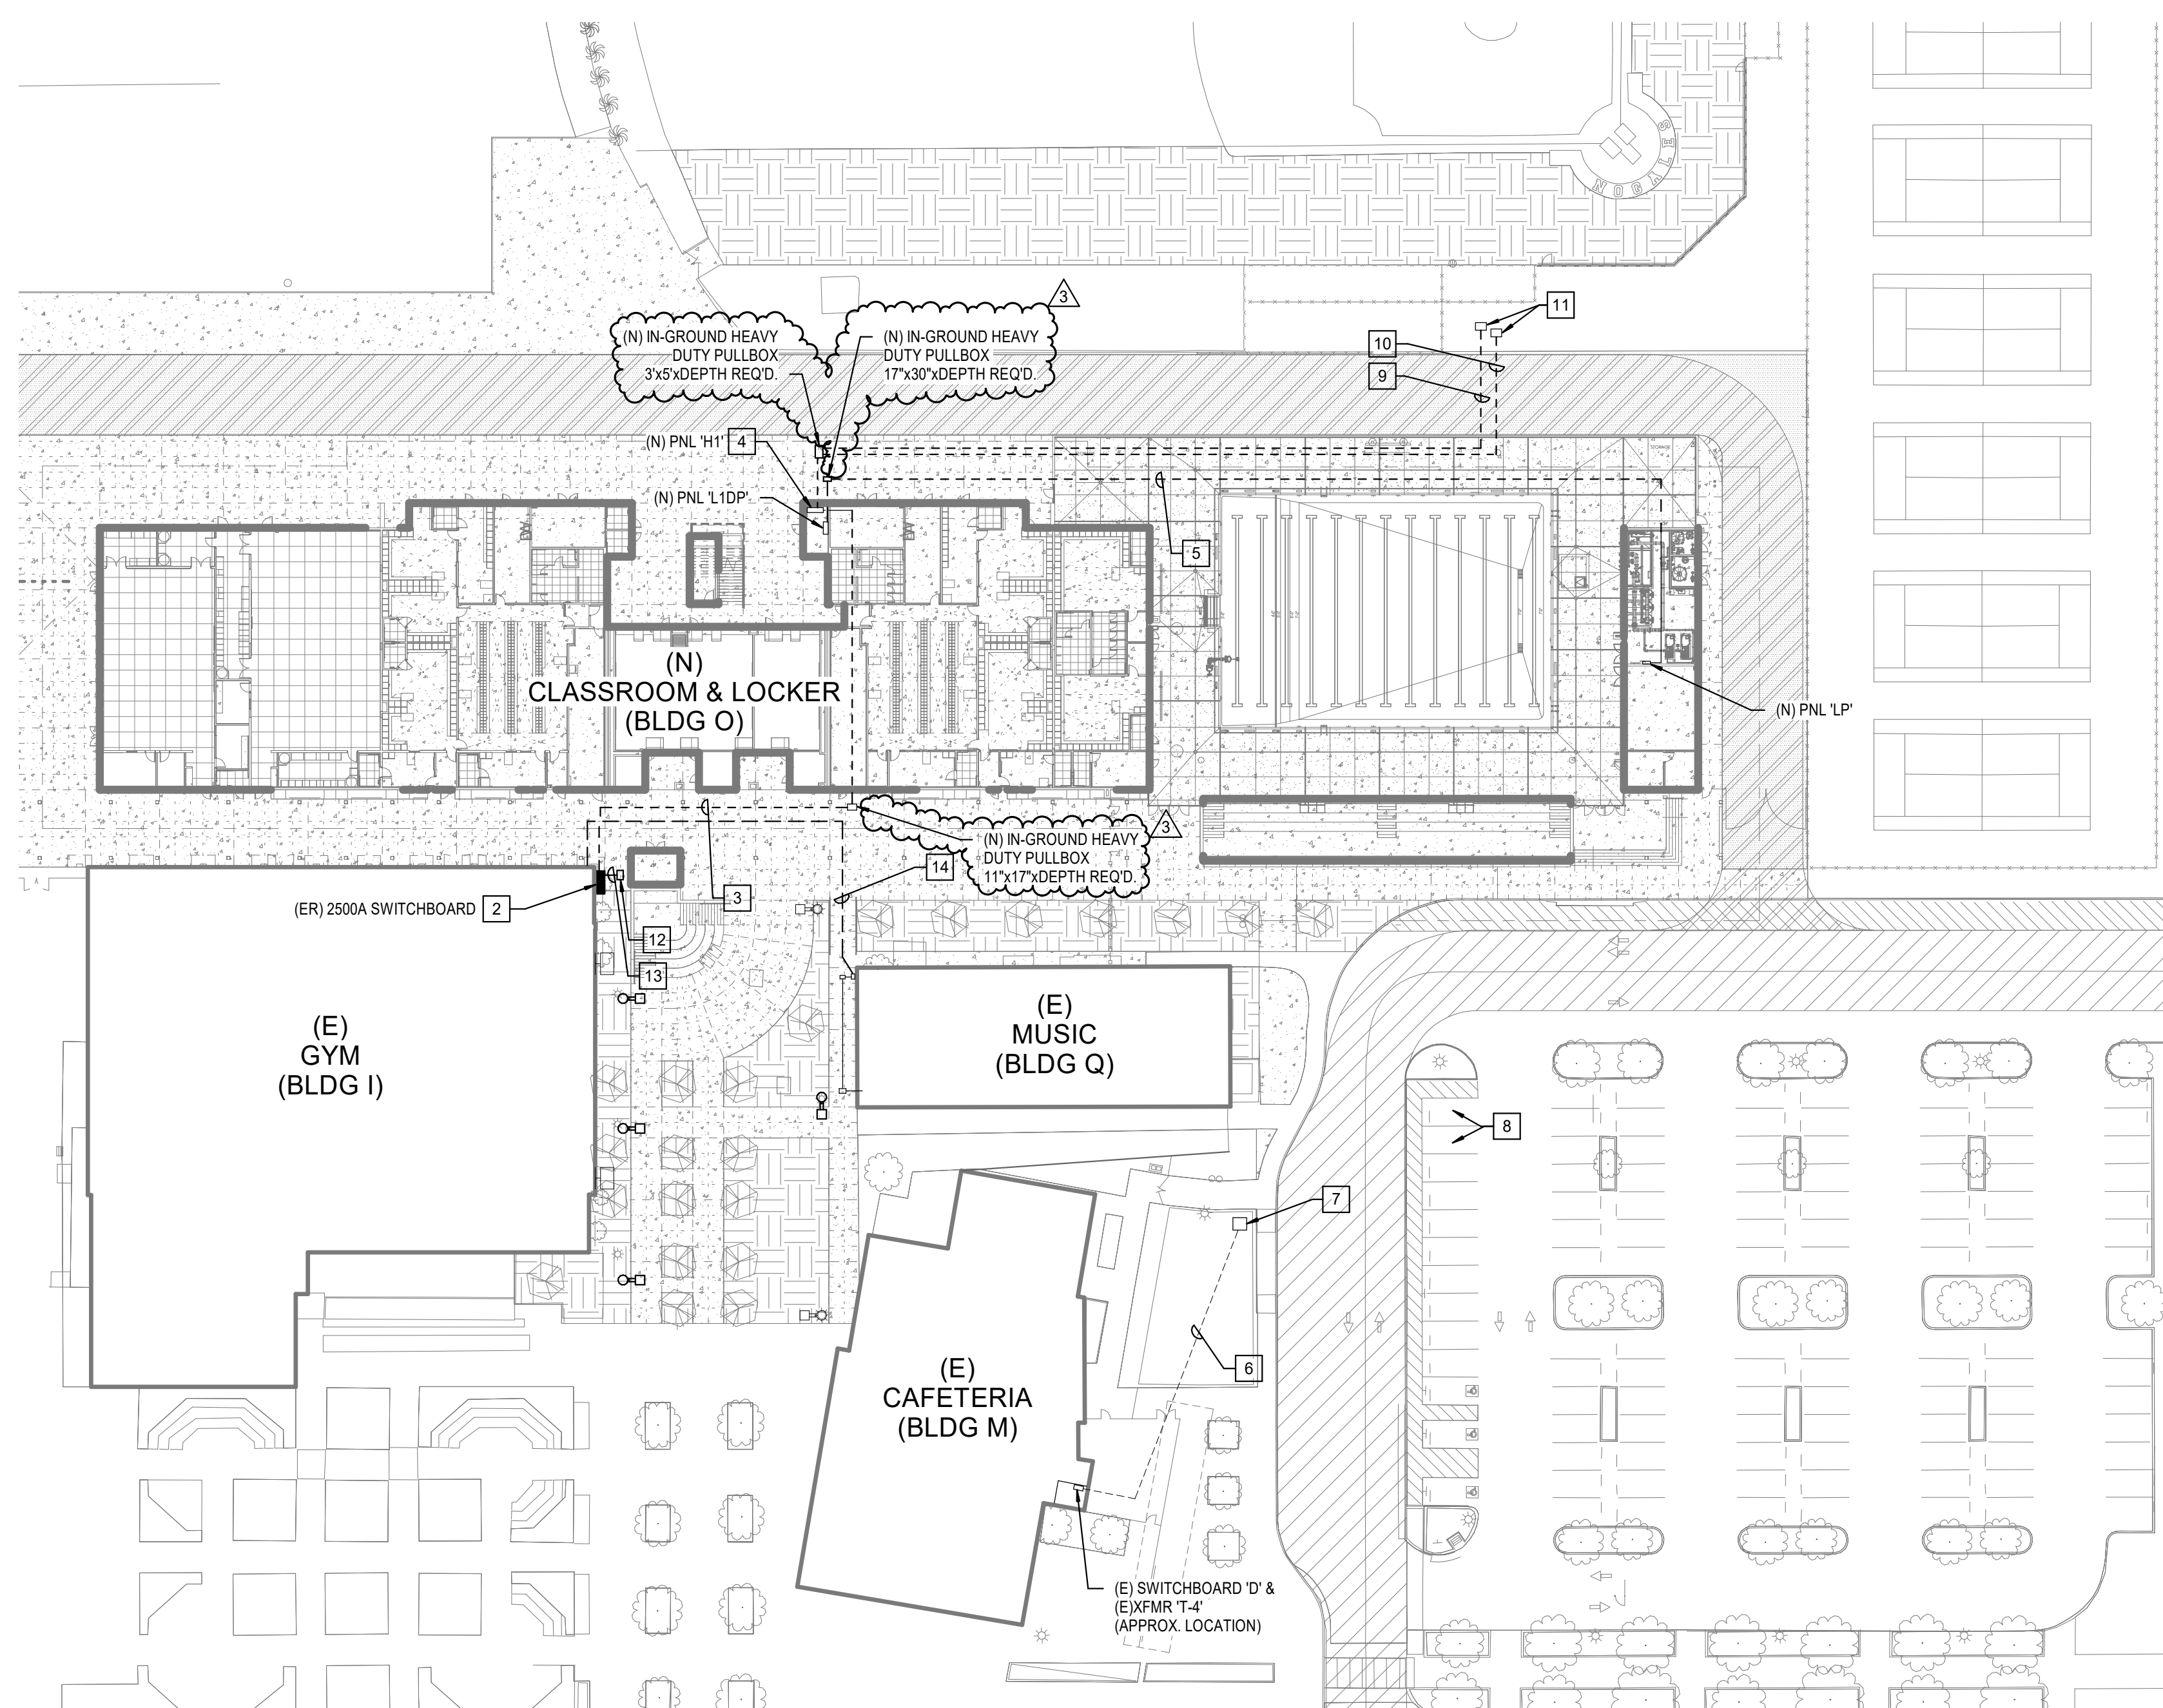 NOGALES
3
(N) IN-GROUND HEAVY
DUTY PULLBOX
3'x5'xDEPTH REQ'D.
(N) IN-GROUND HEAVY
DUTY PULLBOX
17"x30"xDEPTH REQ'D.
11
10
9
(N) PNL 'H1'
4
(N) PNL 'L1DP'
5
(N)
CLASSROOM & LOCKER
(BLDG O)
(N) PNL 'LP'
3
(N) IN-GROUND HEAVY
DUTY PULLBOX
11"x17"xDEPTH REQ'D.
14
3
(ER) 2500A SWITCHBOARD
2
12
13
(E)
GYM
(BLDG I)
(E)
MUSIC
(BLDG Q)
8
7
6
(E)
CAFETERIA
(BLDG M)
(E) SWITCHBOARD 'D' &
(E)XFMR 'T-4'
(APPROX. LOCATION)